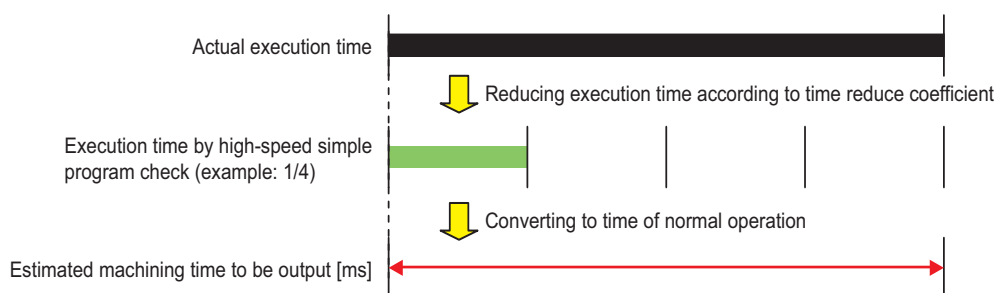 Actual execution time
Reducing execution time according to time reduce coefficient
Execution time by high-speed simple
program check (example: 1/4)
Converting to time of normal operation
Estimated machining time to be output [ms]